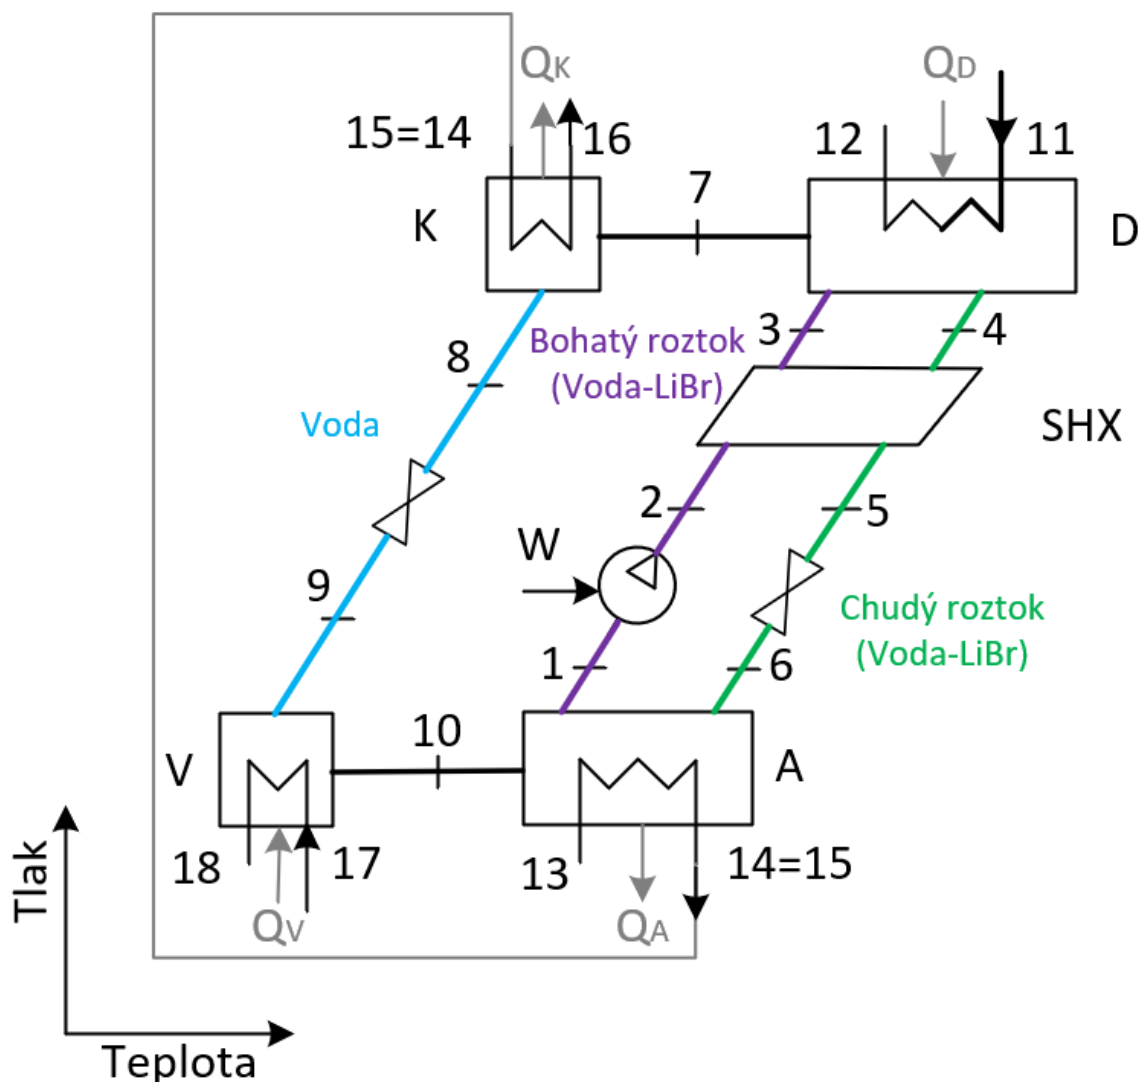 QK
QD
15=14
16
12
11
7
K
D
3
4
Bohatý roztok
(Voda-LiBr)
8
SHX
Voda
2
5
W
9
Chudý roztok
(Voda-LiBr)
1
6
10
V
A
18
17
13
14=15
QV
QA
Tlak
Teplota